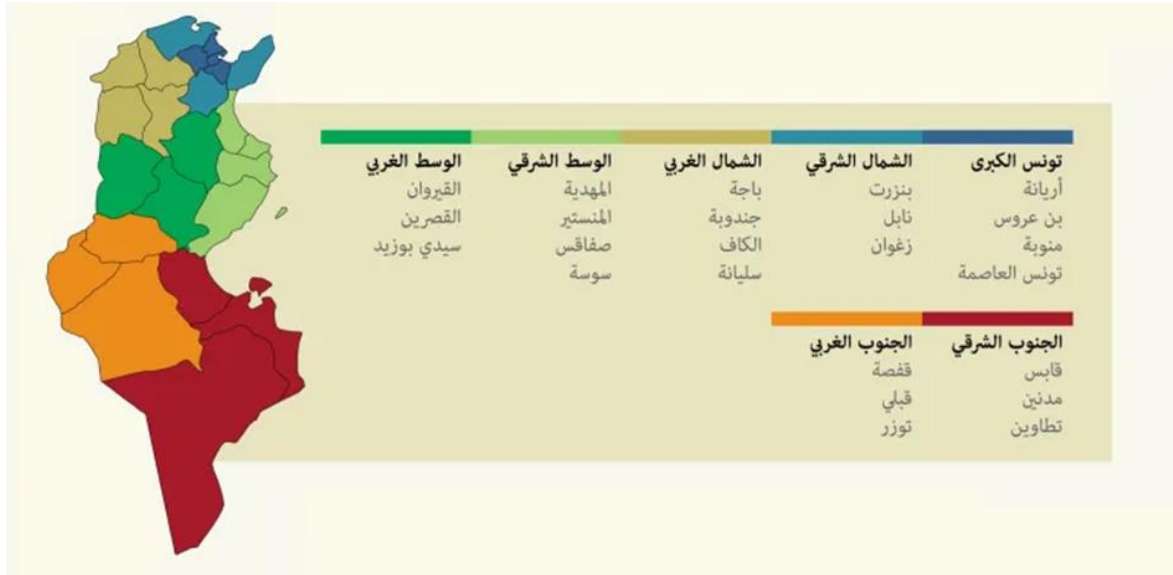 تونس الكبرى
أريانة
بن عروس
منوبة
تونس العاصمة
الشمال الشرقي
بنزرت
نابل
زغوان
الشمال الغربي
باجة
جندوبة
الكاف
سليانة
الوسط الشرقي
المهدية
المنستير
صفاقس
سوسة
الوسط الغربي
القيروان
القصرين
سيدي بوزيد
الجنوب الشرقي
قابس
مدنين
تطاوين
الجنوب الغربي
قفصة
قبلي
توزر